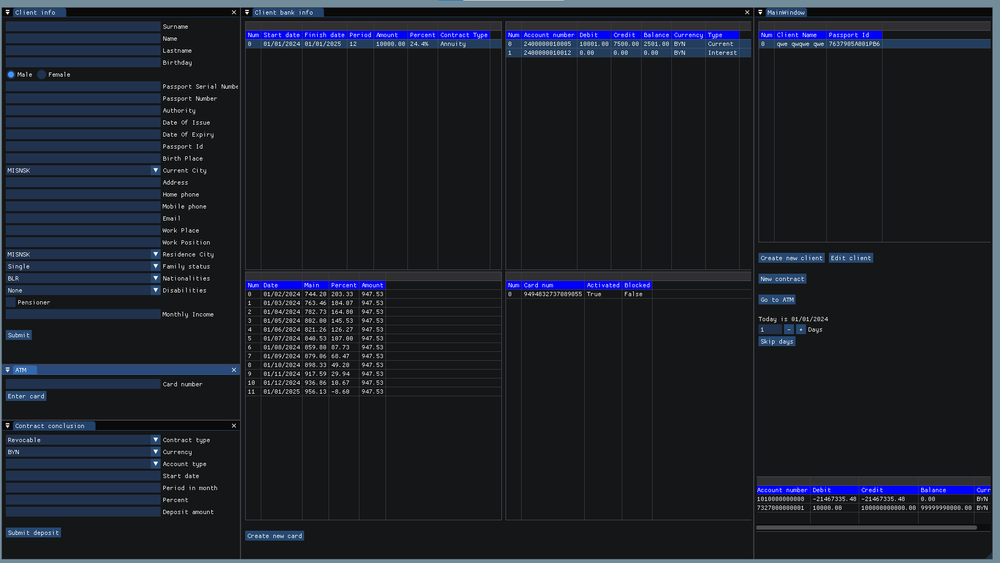 Client info
Surname
Name
Lastname
Birthday
Male Female
Passport Serial Numbe
Passport Number
Authority
Date Of Issue
Date Of Expiry
Passport Id
Birth Place
MISNSK Current City
Address
Home phone
Mobile phone
Email
Work Place
Work Position
MISNSK Residence City
Single Family status
BLR Nationalities
None Disabilities
Pensioner
Monthly Income
Submit
ATM
Card number
Enter card
Contract conclusion
Revocable Contract type
BYN Currency
Account type
Start date
Period in month
Percent
Deposit amount
Submit deposit
Client bank info
Num Start date Finish date Period Amount Percent Contract Type
0 01/01/2024 01/01/2025 12 10000.00 24.4% Annuity
Num Account number Debit Credit Balance Currency Type
0 2400000010005 10001.00 7500.00 2501.00 BYN Current
1 2400000010012 0.00 0.00 0.00 BYN Interest
Num Date Main Percent Amount
0 01/02/2024 744.20 203.33 947.53
1 01/03/2024 763.46 184.07 947.53
2 01/04/2024 782.73 164.80 947.53
3 01/05/2024 802.00 145.53 947.53
4 01/06/2024 821.26 126.27 947.53
5 01/07/2024 840.53 107.00 947.53
6 01/08/2024 859.80 87.73 947.53
7 01/09/2024 879.06 68.47 947.53
8 01/10/2024 898.33 49.20 947.53
9 01/11/2024 917.59 29.94 947.53
10 01/12/2024 936.86 10.67 947.53
11 01/01/2025 956.13 -8.60 947.53
Num Card num Activated Blocked
0 9494832737089055 True False
Create new card
MainWindow
Num Client Name Passport Id
0 qwe qwqwe qwe 7637905A001PB6
Create new client Edit client
New contract
Go to ATM
Today is 01/01/2024
1 - + Days
Skip days
Account number Debit Credit Balance Curr
1010000000008 -21467335.48 -21467335.48 0.00 BYN
7327000000001 10000.00 100000000000.00 99999990000.00 BYN